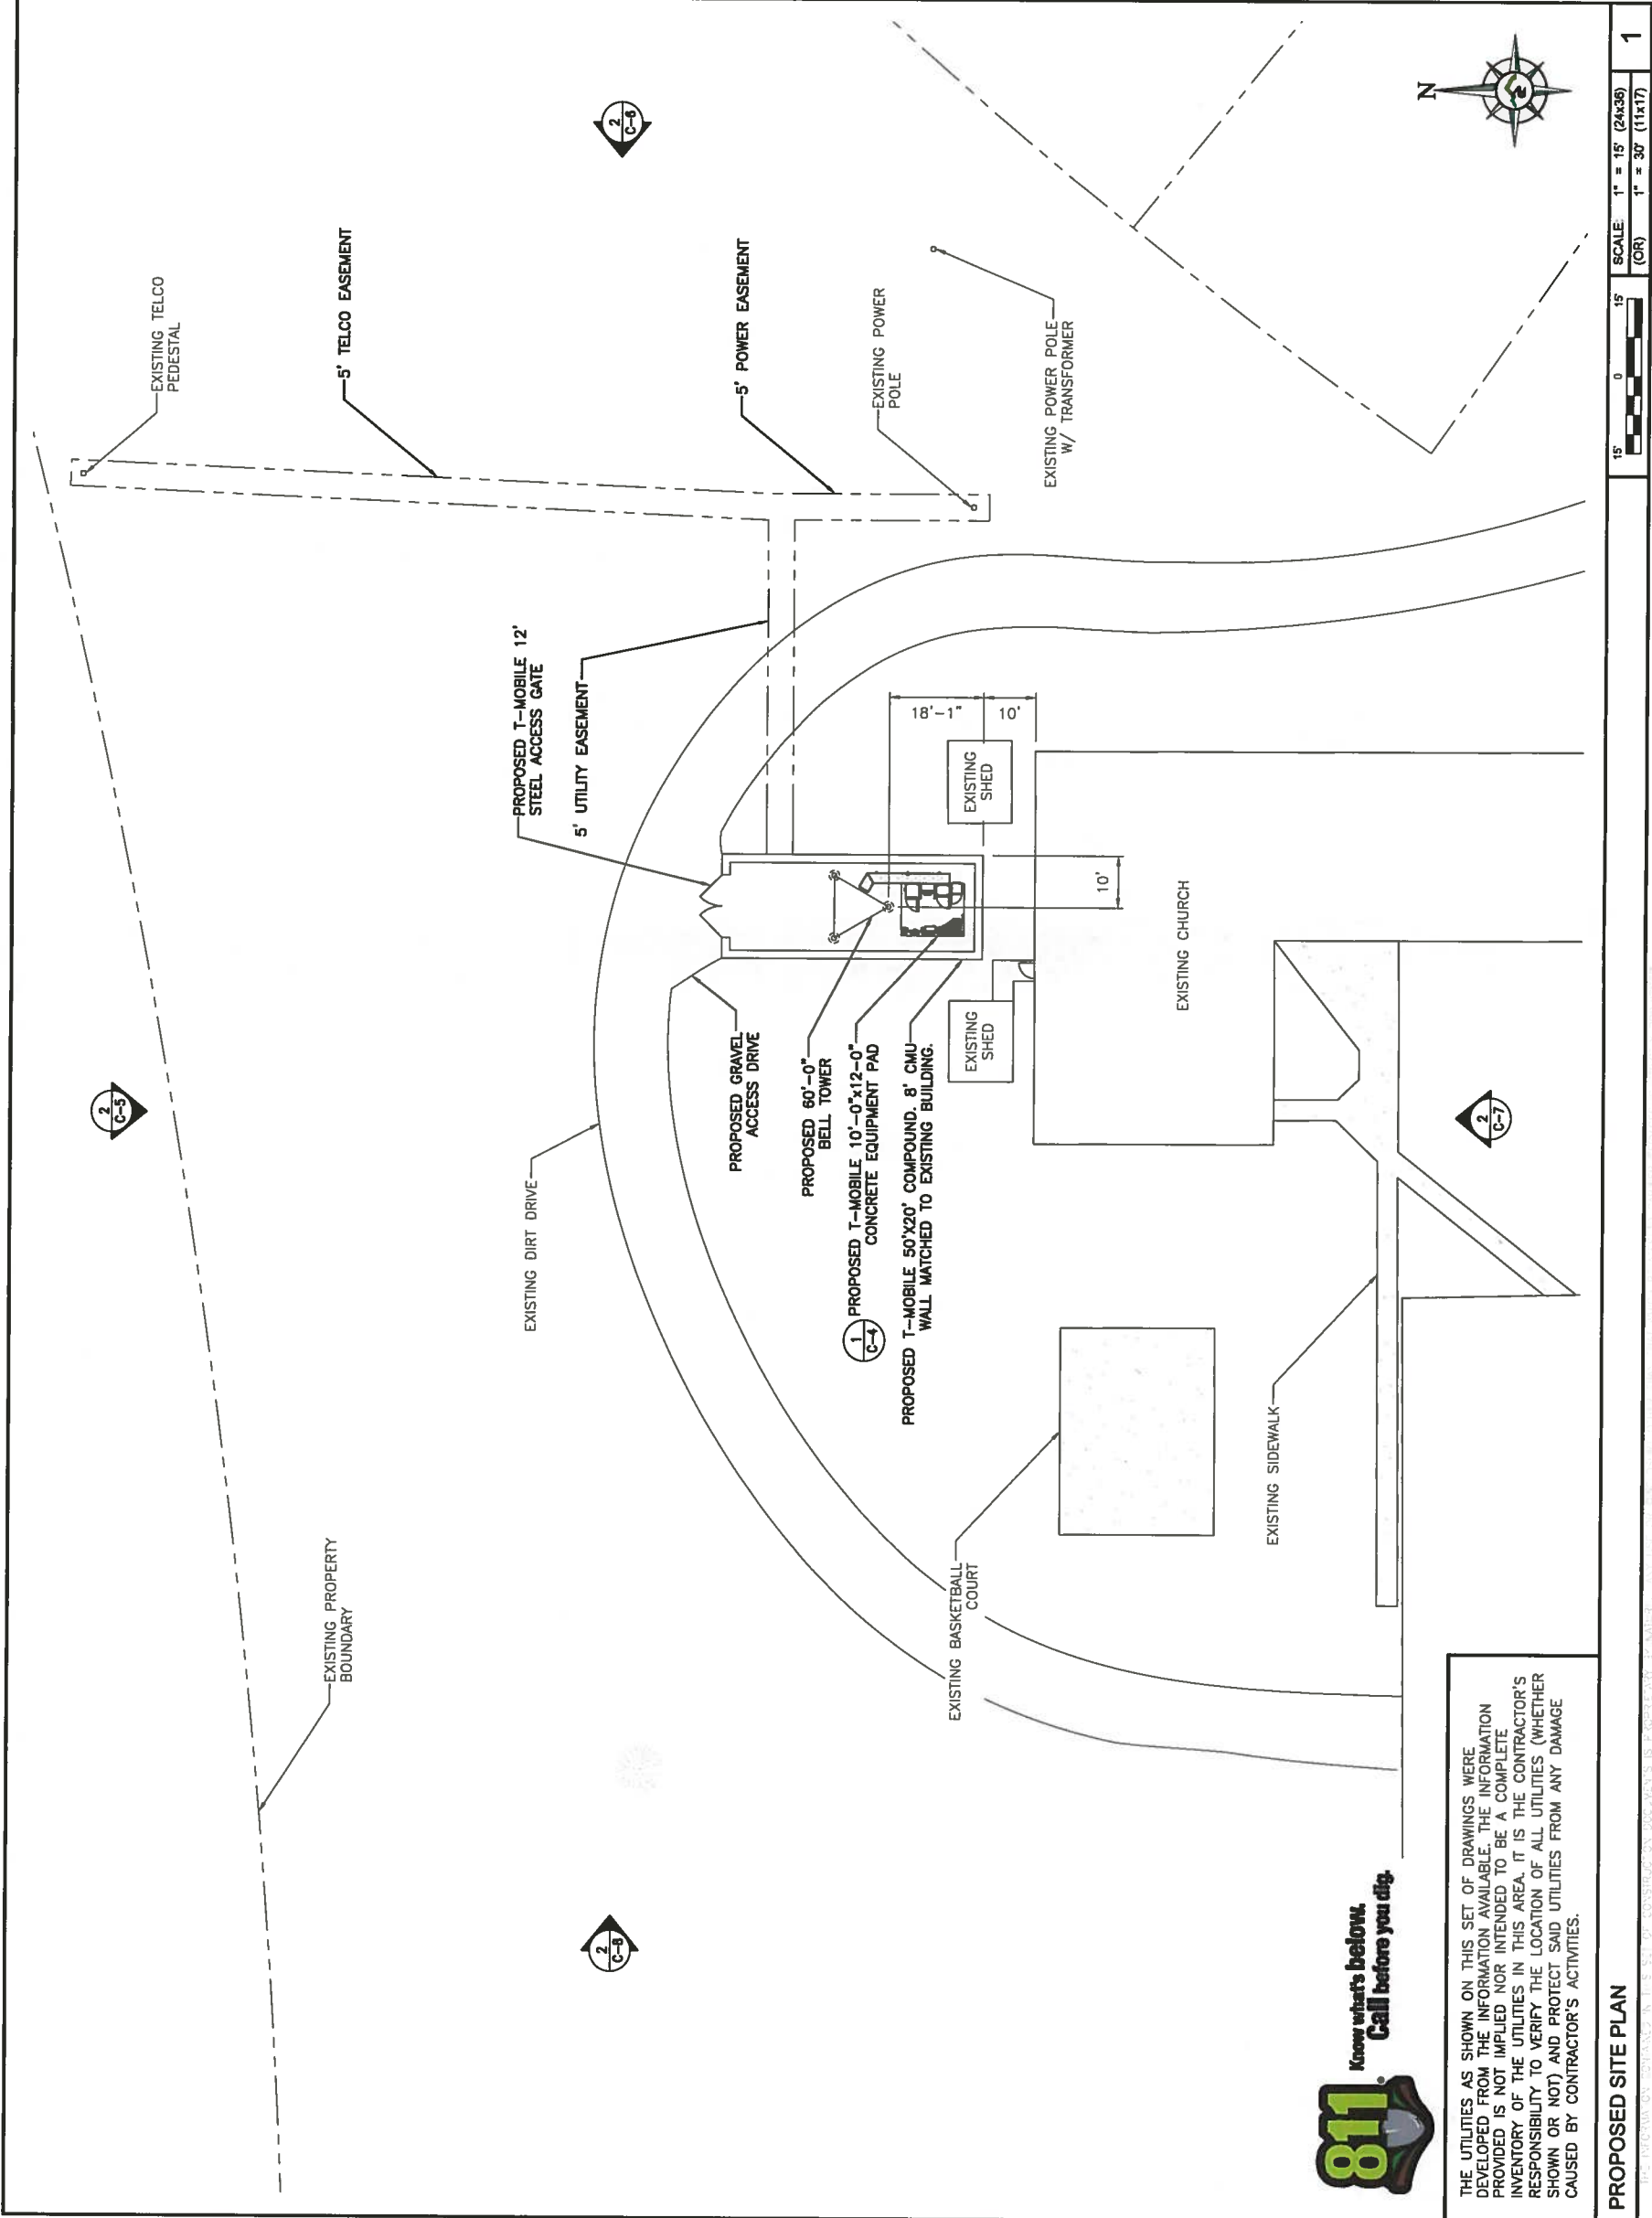 EXISTING TELCO
PEDESTAL
5' TELCO EASEMENT
2
C-6
5' POWER EASEMENT
EXISTING POWER
POLE
EXISTING POWER POLE
W/ TRANSFORMER
N
PROPOSED T-MOBILE 12'
STEEL ACCESS GATE
5' UTILITY EASEMENT
18'-1"
10'
EXISTING
SHED
10'
EXISTING CHURCH
2
C-5
EXISTING DIRT DRIVE
PROPOSED GRAVEL
ACCESS DRIVE
PROPOSED 60'-0"
BELL TOWER
1
C-4
PROPOSED T-MOBILE 10'-0"x12-0"
CONCRETE EQUIPMENT PAD
PROPOSED T-MOBILE 50'X20' COMPOUND. 8' CMU
WALL MATCHED TO EXISTING BUILDING.
EXISTING
SHED
2
C-7
EXISTING PROPERTY
BOUNDARY
EXISTING BASKETBALL
COURT
EXISTING SIDEWALK
2
C-8
811
Know what's below.
Call before you dig.
THE UTILITIES AS SHOWN ON THIS SET OF DRAWINGS WERE
DEVELOPED FROM THE INFORMATION AVAILABLE. THE INFORMATION
PROVIDED IS NOT IMPLIED NOR INTENDED TO BE A COMPLETE
INVENTORY OF THE UTILITIES IN THIS AREA. IT IS THE CONTRACTOR'S
RESPONSIBILITY TO VERIFY THE LOCATION OF ALL UTILITIES (WHETHER
SHOWN OR NOT) AND PROTECT SAID UTILITIES FROM ANY DAMAGE
CAUSED BY CONTRACTOR'S ACTIVITIES.
PROPOSED SITE PLAN
15' 0 15'
SCALE: 1" = 15' (24x36)
(OR) 1" = 30' (11x17)
1